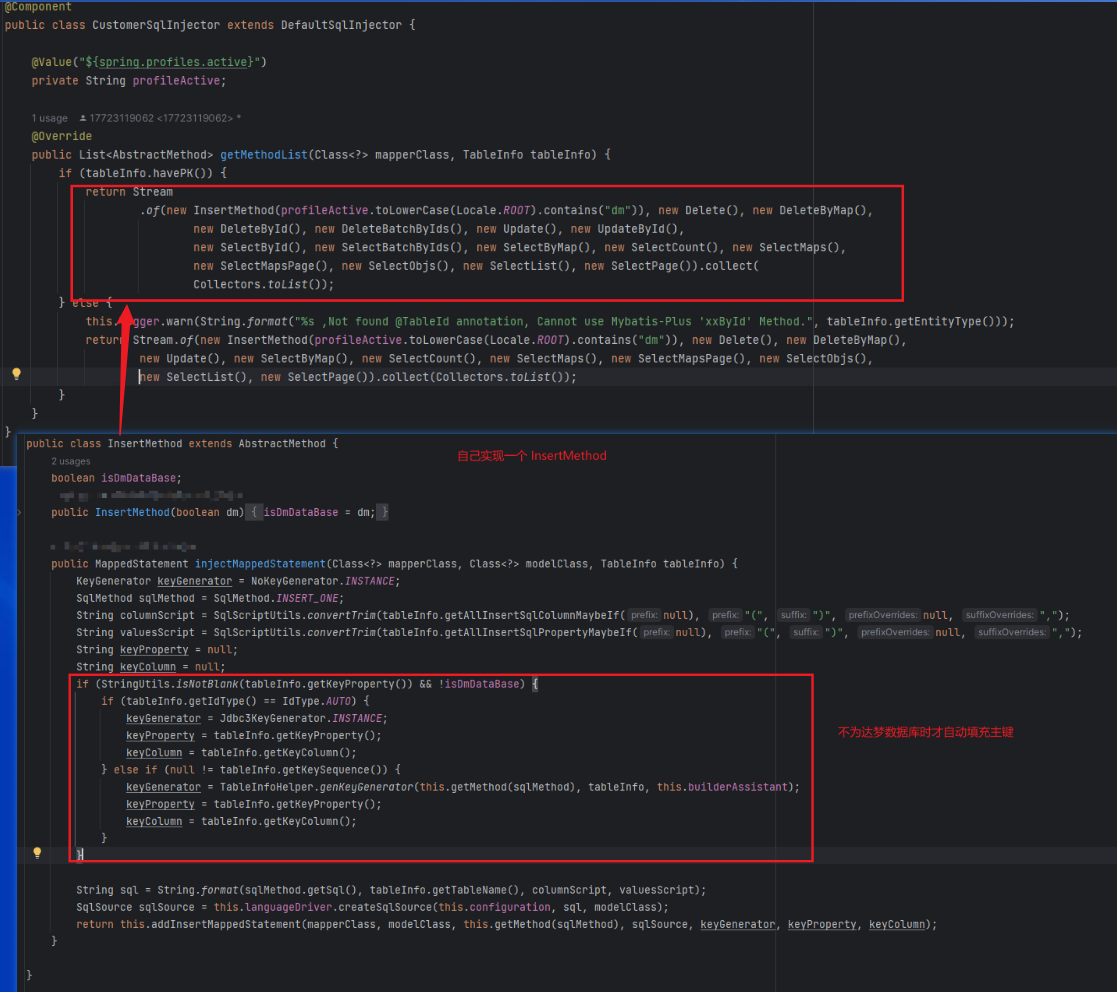 @Component
public class CustomerSqlInjector extends DefaultSqlInjector {
@Value("${spring.profiles.active}")
private String profileActive;
1 usage 17723119062 <17723119062> *
@Override
public List<AbstractMethod> getMethodList(Class<?> mapperClass, TableInfo tableInfo) {
if (tableInfo.havePK()) {
return Stream
.of(new InsertMethod(profileActive.toLowerCase(Locale.ROOT).contains("dm")), new Delete(), new DeleteByMap(),
new DeleteById(), new DeleteBatchByIds(), new Update(), new UpdateById(),
new SelectById(), new SelectBatchByIds(), new SelectByMap(), new SelectCount(), new SelectMaps(),
new SelectMapsPage(), new SelectObjs(), new SelectList(), new SelectPage()).collect(
Collectors.toList());
} else {
this. gger.warn(String.format("%s ,Not found @TableId annotation, Cannot use Mybatis-Plus 'xxById' Method.", tableInfo.getEntityType()));
return Stream.of(new InsertMethod(profileActive.toLowerCase(Locale.ROOT).contains("dm")), new Delete(), new DeleteByMap(),
new Update(), new SelectByMap(), new SelectCount(), new SelectMaps(), new SelectMapsPage(), new SelectObjs(),
new SelectList(), new SelectPage()).collect(Collectors.toList());
}
}
}
public class InsertMethod extends AbstractMethod {
自己实现一个 InsertMethod
2 usages
boolean isDmDataBase;
public InsertMethod(boolean dm) { isDmDataBase = dm; }
public MappedStatement injectMappedStatement(Class<?> mapperClass, Class<?> modelClass, TableInfo tableInfo) {
KeyGenerator keyGenerator = NoKeyGenerator.INSTANCE;
SqlMethod sqlMethod = SqlMethod.INSERT_ONE;
String columnScript = SqlScriptUtils.convertTrim(tableInfo.getAllInsertSqlColumnMaybeIf( prefix: null), prefix: "(", suffix: ")", prefixOverrides: null, suffixOverrides: ",");
String valuesScript = SqlScriptUtils.convertTrim(tableInfo.getAllInsertSqlPropertyMaybeIf( prefix: null), prefix: "(", suffix: ")", prefixOverrides: null, suffixOverrides: ",");
String keyProperty = null;
String keyColumn = null;
if (StringUtils.isNotBlank(tableInfo.getKeyProperty()) && !isDmDataBase) {
if (tableInfo.getIdType() == IdType.AUTO) {
keyGenerator = Jdbc3KeyGenerator.INSTANCE;
keyProperty = tableInfo.getKeyProperty();
不为达梦数据库时才自动填充主键
keyColumn = tableInfo.getKeyColumn();
} else if (null != tableInfo.getKeySequence()) {
keyGenerator = TableInfoHelper.genKeyGenerator(this.getMethod(sqlMethod), tableInfo, this.builderAssistant);
keyProperty = tableInfo.getKeyProperty();
keyColumn = tableInfo.getKeyColumn();
}
}
String sql = String.format(sqlMethod.getSql(), tableInfo.getTableName(), columnScript, valuesScript);
SqlSource sqlSource = this.languageDriver.createSqlSource(this.configuration, sql, modelClass);
return this.addInsertMappedStatement(mapperClass, modelClass, this.getMethod(sqlMethod), sqlSource, keyGenerator, keyProperty, keyColumn);
}
}